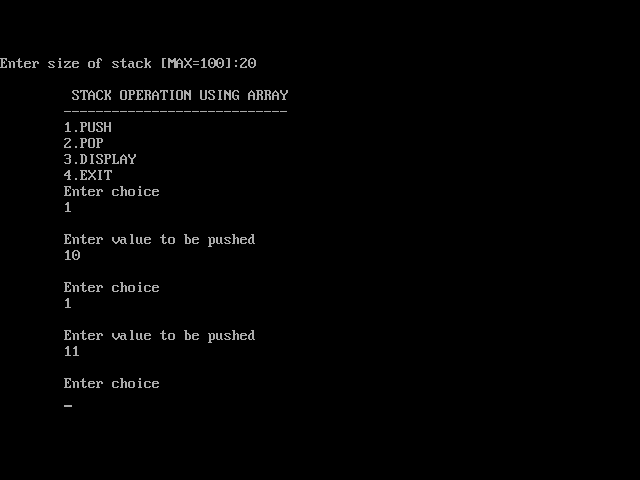 Enter size of stack [MAX=100]:20
STACK OPERATION USING ARRAY
----------------------------
1.PUSH
2.POP
3.DISPLAY
4.EXIT
Enter choice
1
Enter value to be pushed
10
Enter choice
1
Enter value to be pushed
11
Enter choice
_